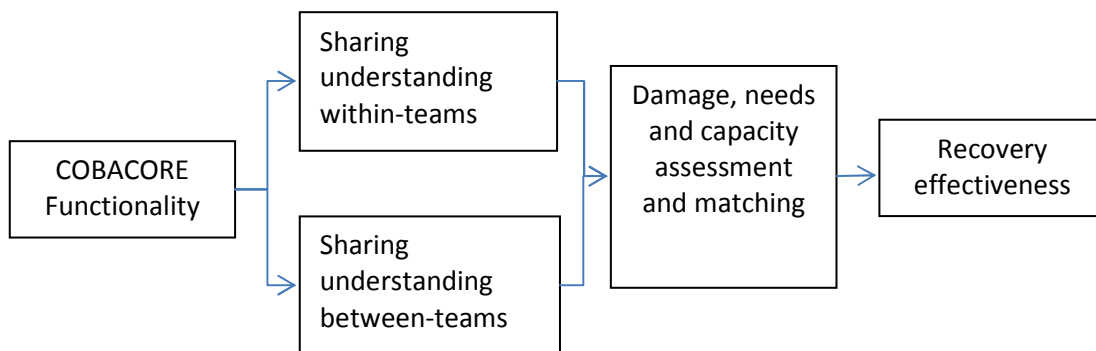 COBACORE
Functionality
Sharing
understanding
within-teams
Sharing
understanding
between-teams
Damage, needs
and capacity
assessment
and matching
Recovery
effectiveness